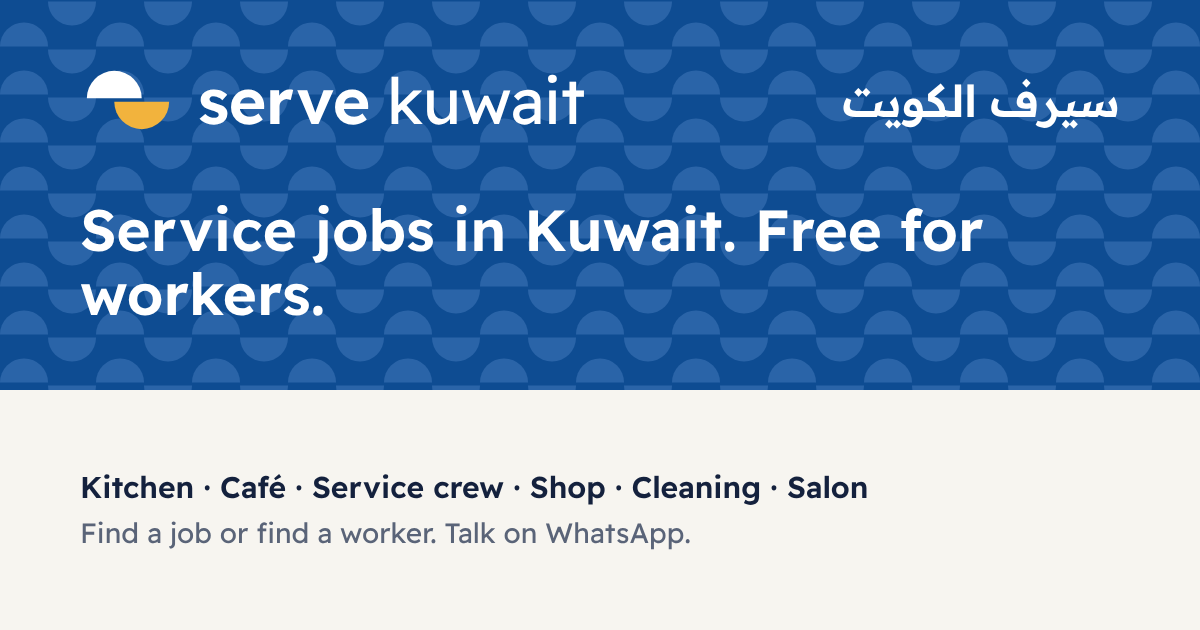 serve kuwait
سيرف الكويت
Service jobs in Kuwait. Free for
workers.
Kitchen · Café · Service crew · Shop · Cleaning · Salon
Find a job or find a worker. Talk on WhatsApp.